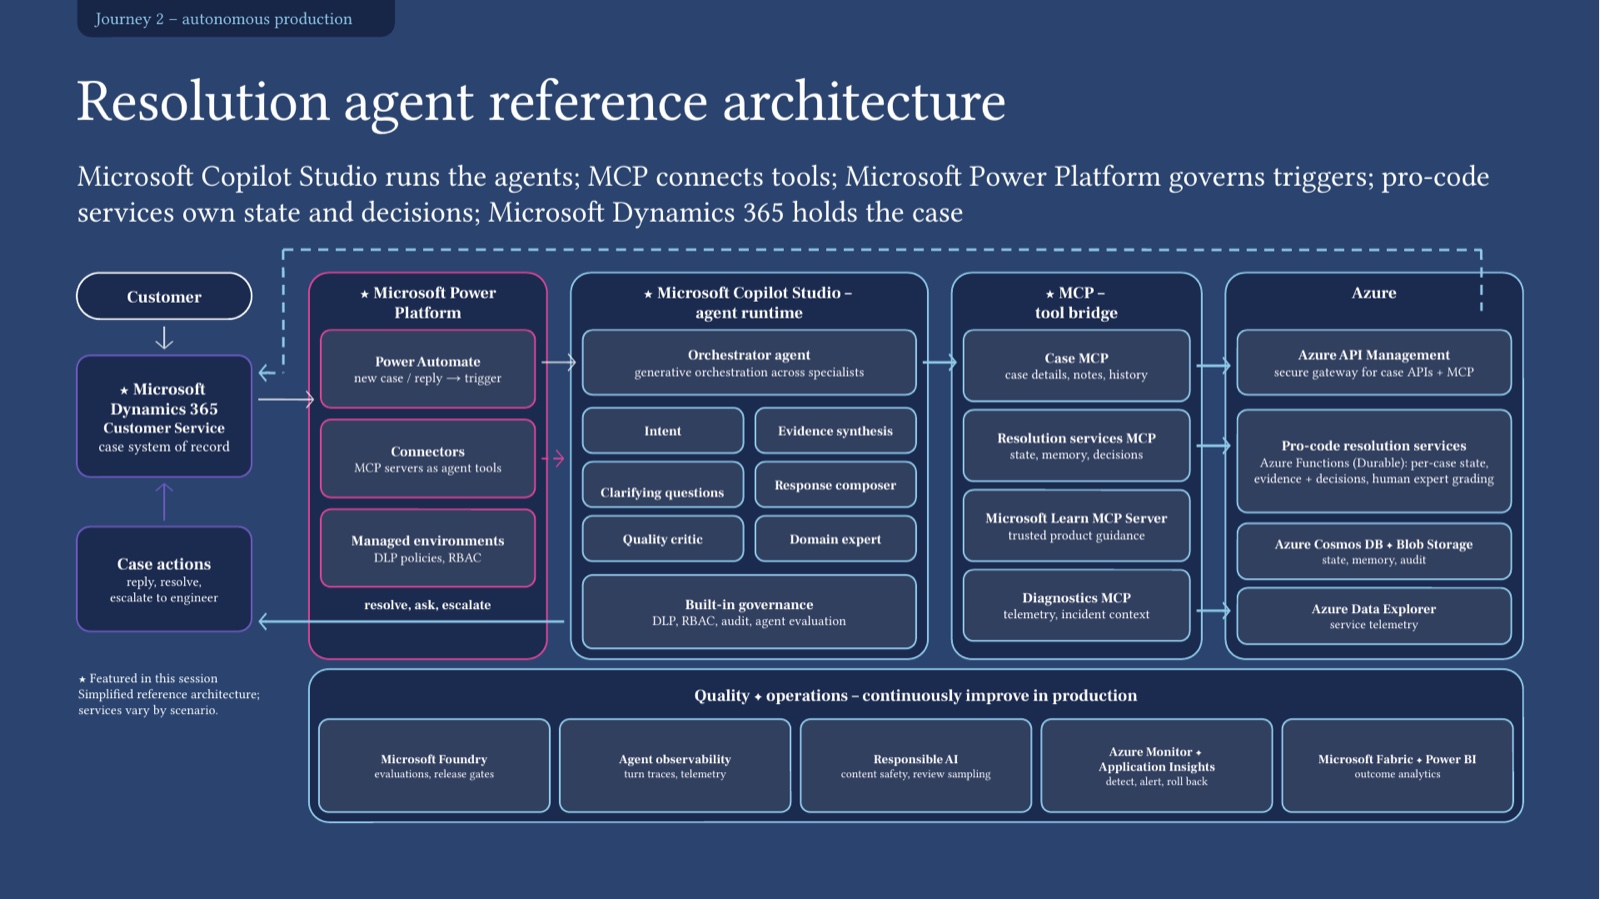 Journey 2 – autonomous production
Resolution agent reference architecture
Microsoft Copilot Studio runs the agents; MCP connects tools; Microsoft Power Platform governs triggers; pro-code
services own state and decisions; Microsoft Dynamics 365 holds the case
Customer
★ Microsoft
Dynamics 365
Customer Service
case system of record
Case actions
reply, resolve,
escalate to engineer
★ Featured in this session
Simplified reference architecture;
services vary by scenario.
★ Microsoft Power
Platform
Power Automate
new case / reply → trigger
Connectors
MCP servers as agent tools
Managed environments
DLP policies, RBAC
resolve, ask, escalate
★ Microsoft Copilot Studio –
agent runtime
Orchestrator agent
generative orchestration across specialists
Intent
Evidence synthesis
Clarifying questions
Response composer
Quality critic
Domain expert
Built-in governance
DLP, RBAC, audit, agent evaluation
★ MCP –
tool bridge
Case MCP
case details, notes, history
Resolution services MCP
state, memory, decisions
Microsoft Learn MCP Server
trusted product guidance
Diagnostics MCP
telemetry, incident context
Azure
Azure API Management
secure gateway for case APIs + MCP
Pro-code resolution services
Azure Functions (Durable): per-case state,
evidence + decisions, human expert grading
Azure Cosmos DB + Blob Storage
state, memory, audit
Azure Data Explorer
service telemetry
Quality + operations – continuously improve in production
Microsoft Foundry
evaluations, release gates
Agent observability
turn traces, telemetry
Responsible AI
content safety, review sampling
Azure Monitor +
Application Insights
detect, alert, roll back
Microsoft Fabric + Power BI
outcome analytics